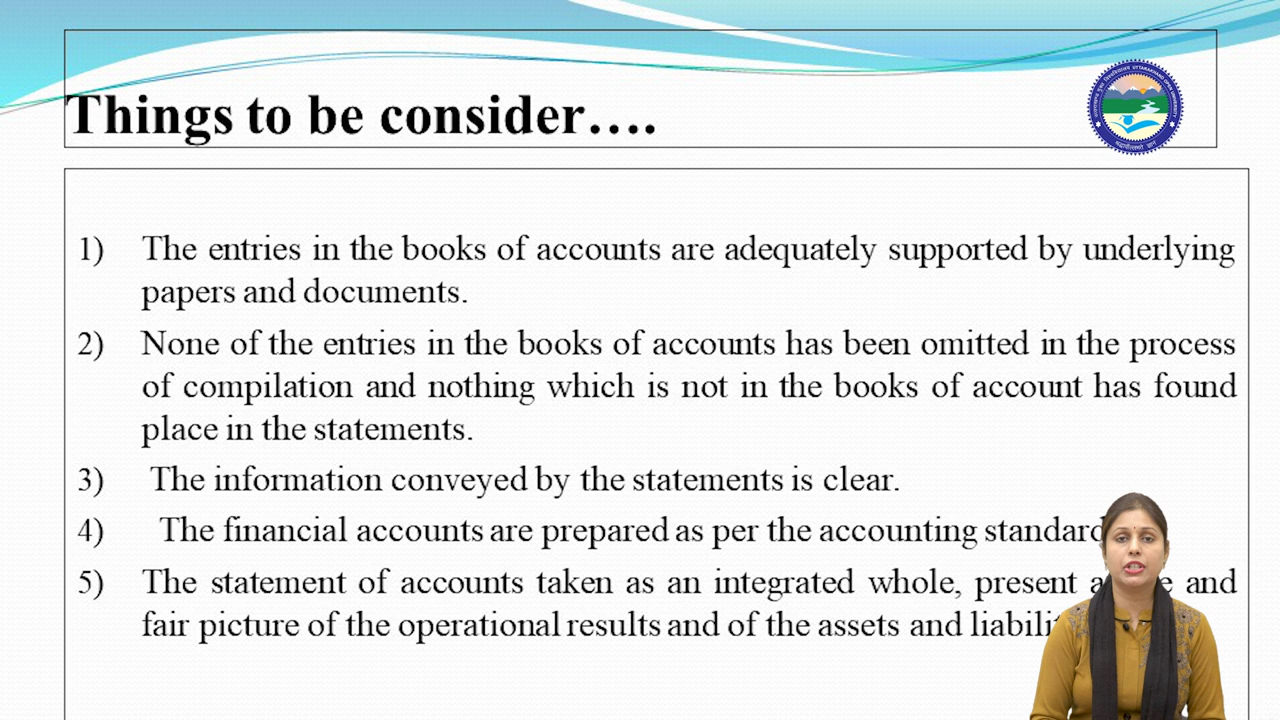 Things to be consider....
1) The entries in the books of accounts are adequately supported by underlying
papers and documents.
2) None of the entries in the books of accounts has been omitted in the process
of compilation and nothing which is not in the books of account has found
place in the statements.
3) The information conveyed by the statements is clear.
4) The financial accounts are prepared as per the accounting
5) The statement of accounts taken as an integrated whole, present and
fair picture of the operational results and of the assets and